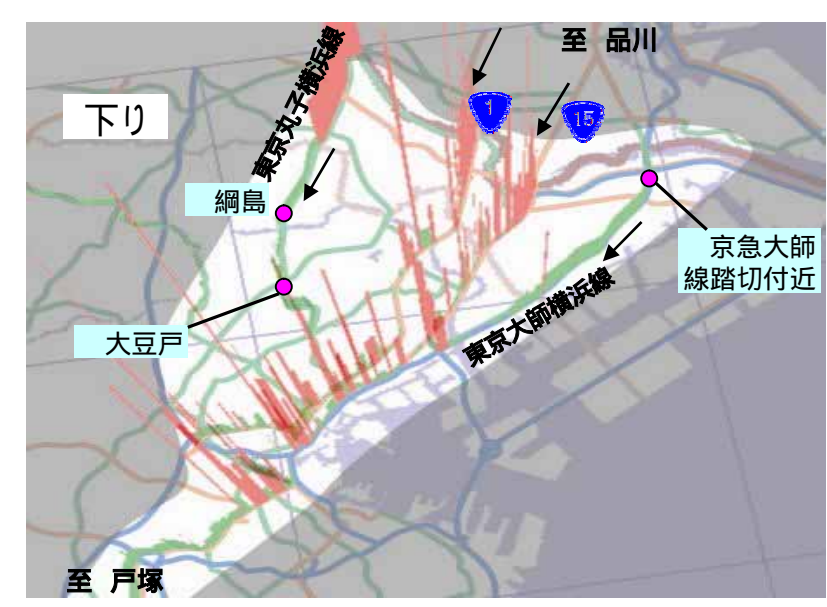 至 品川
下り
東京丸子横浜線
1
15
綱島
京急大師
線踏切付近
東京大師横浜線
大豆戸
至 戸塚